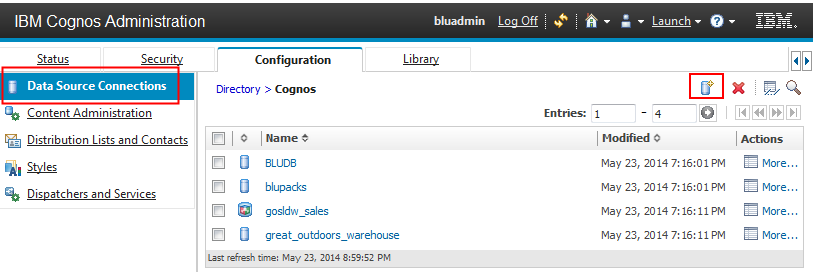 IBM Cognos Administration bluadmin Log Off Launch IBM.
Status Security Configuration Library
Data Source Connections
Content Administration
Distribution Lists and Contacts
Styles
Dispatchers and Services
Directory > Cognos
Entries: 1 - 4
Name Modified Actions
BLUDB May 23, 2014 7:16:01 PM More...
blupacks May 23, 2014 7:16:01 PM More...
gosldw_sales May 23, 2014 7:16:11 PM More...
great_outdoors_warehouse May 23, 2014 7:16:11 PM More...
Last refresh time: May 23, 2014 8:59:52 PM